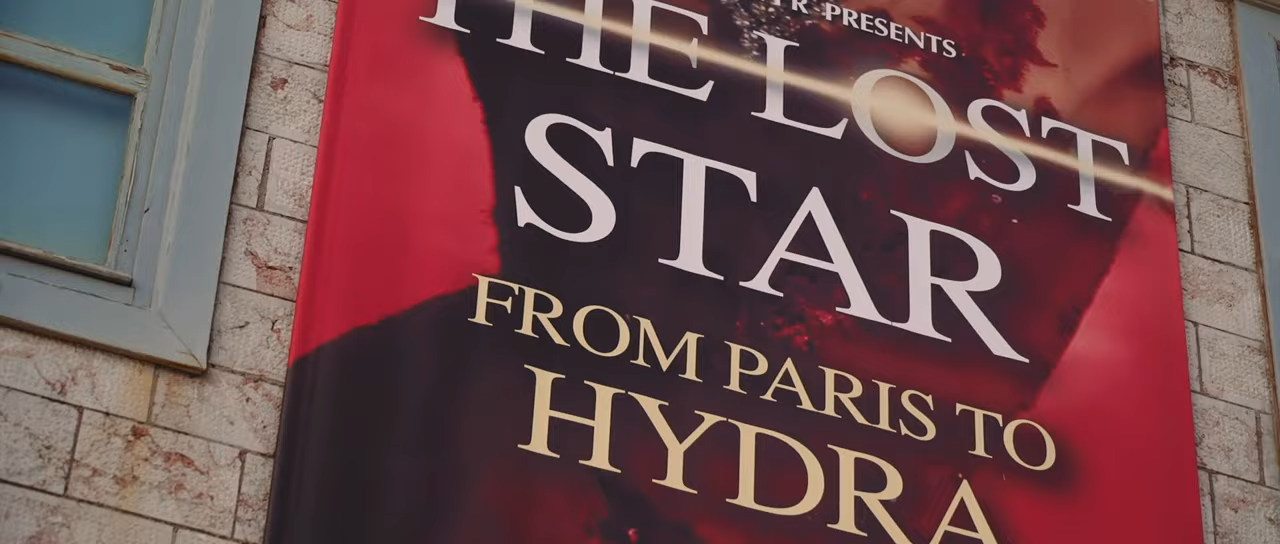 PRESENTS
THE LOST
STAR
FROM PARIS TO
HYDRA